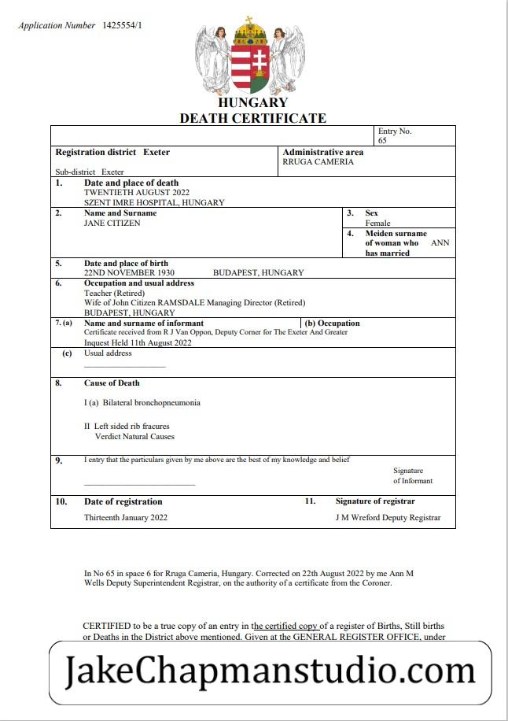 Application Number 1425554/1
HUNGARY
DEATH CERTIFICATE
Entry No.
65
Registration district Exeter
Administrative area
RRUGA CAMERIA
Sub-district Exeter
1. Date and place of death
TWENTIETH AUGUST 2022
SZENT IMRE HOSPITAL, HUNGARY
2. Name and Surname
JANE CITIZEN
3. Sex
Female
4. Meiden surname
of woman who ANN
has married
5. Date and place of birth
22ND NOVEMBER 1930 BUDAPEST, HUNGARY
6. Occupation and usual address
Teacher (Retired)
Wife of John Citizen RAMSDALE Managing Director (Retired)
BUDAPEST, HUNGARY
7. (a) Name and surname of informant (b) Occupation
Certificate received from R J Van Oppon, Deputy Corner for The Exeter And Greater
Inquest Held 11th August 2022
(c) Usual address
8. Cause of Death
I (a) Bilateral bronchopneumonia
II Left sided rib fracures
Verdict Natural Causes
9. I entry that the particulars given by me above are the best of my knowledge and belief
Signature
of Informant
10. Date of registration 11. Signature of registrar
Thirteenth January 2022 J M Wreford Deputy Registrar
In No 65 in space 6 for Rruga Cameria, Hungary. Corrected on 22th August 2022 by me Ann M
Wells Deputy Superintendent Registrar, on the authority of a certificate from the Coroner.
CERTIFIED to be a true copy of an entry in the certified copy of a register of Births, Still births
or Deaths in the District above mentioned. Given at the GENERAL REGISTER OFFICE, under
JakeChapmanstudio.com